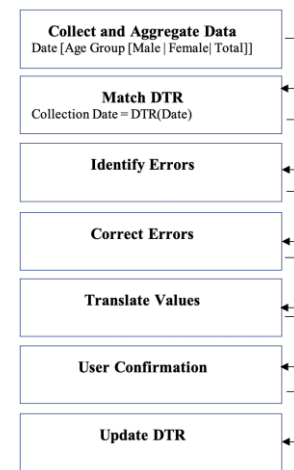 Collect and Aggregate Data
Date [Age Group [Male | Female| Total]]
Match DTR
Collection Date = DTR(Date)
Identify Errors
Correct Errors
Translate Values
User Confirmation
Update DTR